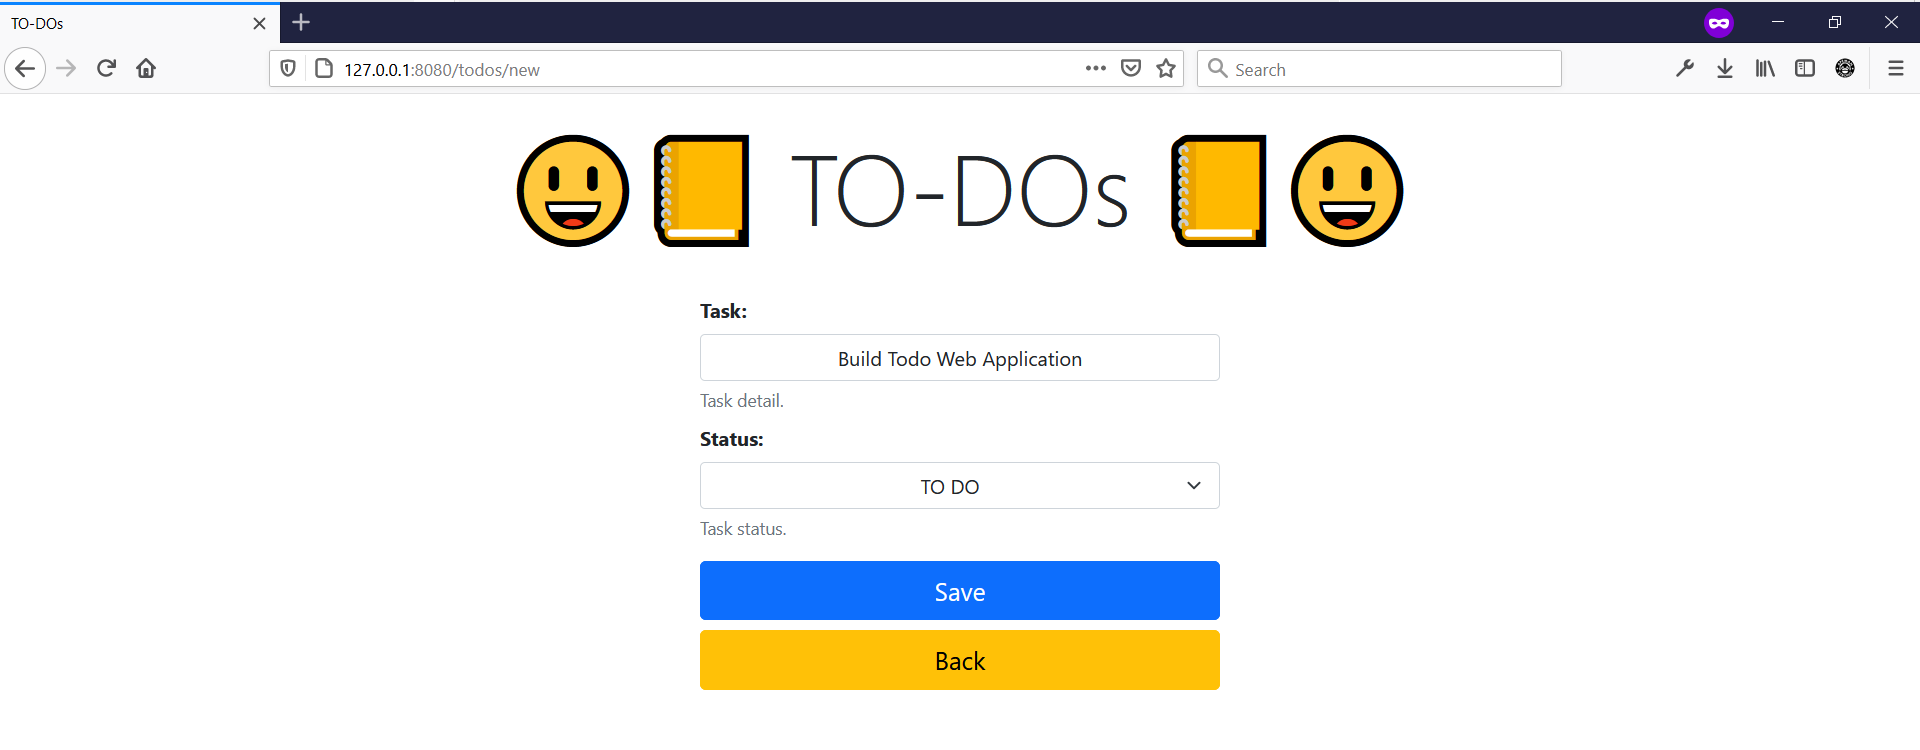 TO-DOs
127.0.0.1:8080/todos/new
Search
TO-DOs
Task:
Build Todo Web Application
Task detail.
Status:
TO DO
Task status.
Save
Back